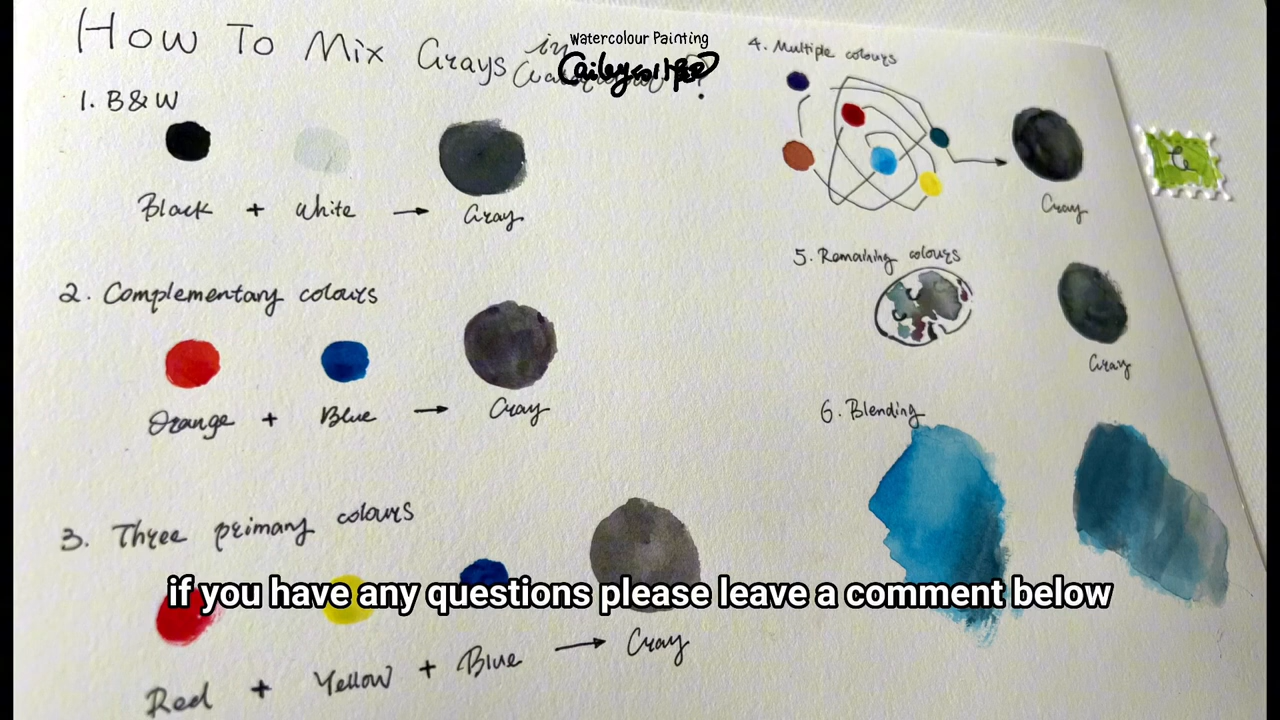 How To Mix Grays in
watercolour Painting
1. B&W
Black + White → Gray
2. Complementary colours
Orange + Blue → Gray
3. Three primary colours
Red + Yellow + Blue → Gray
4. Multiple colours
Gray
5. Remaining colours
Gray
6. Blending
if you have any questions please leave a comment below